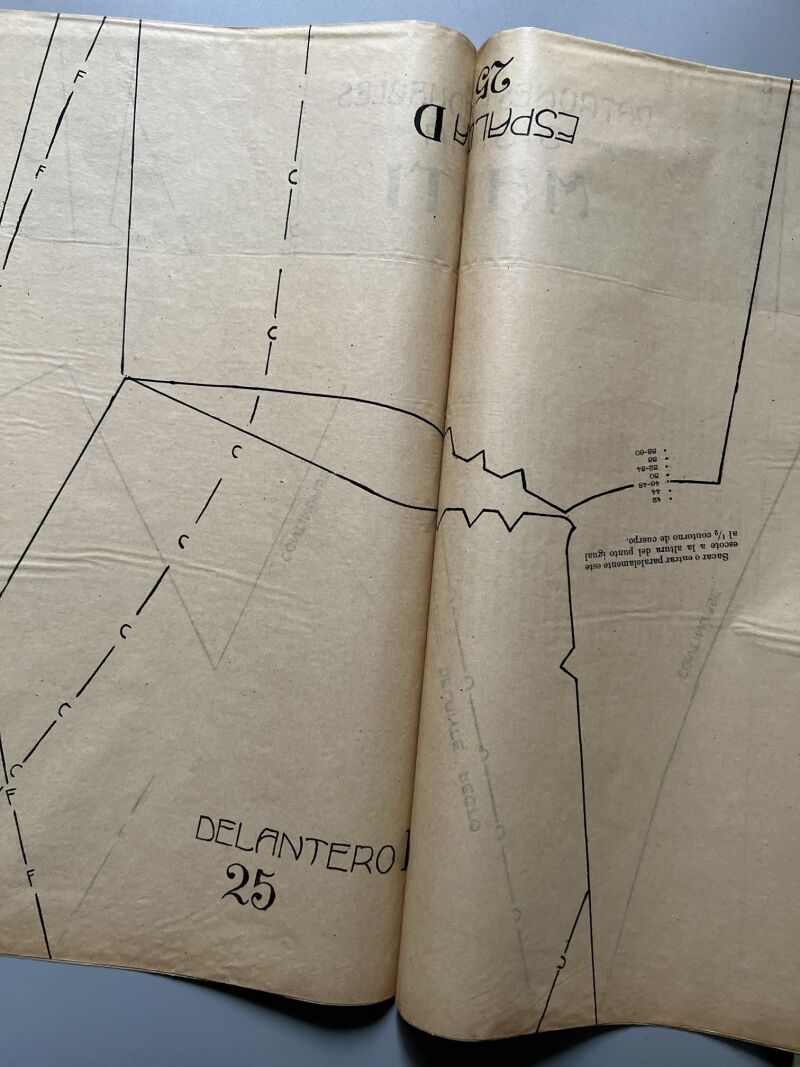 25
ESPALDA D
C
F
F
C
C
C
C
C
C
C
F
F
C
58-60
56
52-54
50
46-48
44
42
Sacar o entrar paralelamente este
escote a la altura del punto igual
al 1/2 contorno de cuerpo.
DELANTERO
25